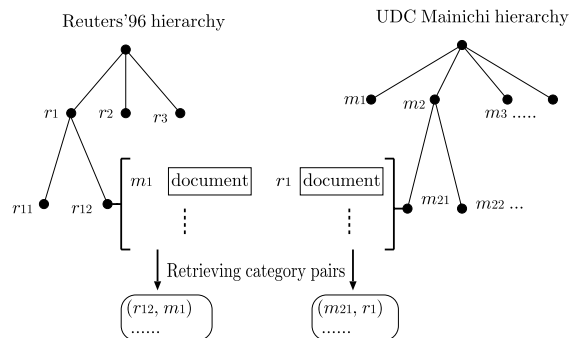 Reuters'96 hierarchy UDC Mainichi hierarchy
r1 r2 r3 m1 m2 m3 .....
m1 document r1 document
r11 r12 m21 m22 ...
Retrieving category pairs
(r12, m1) (m21, r1)
...... ......